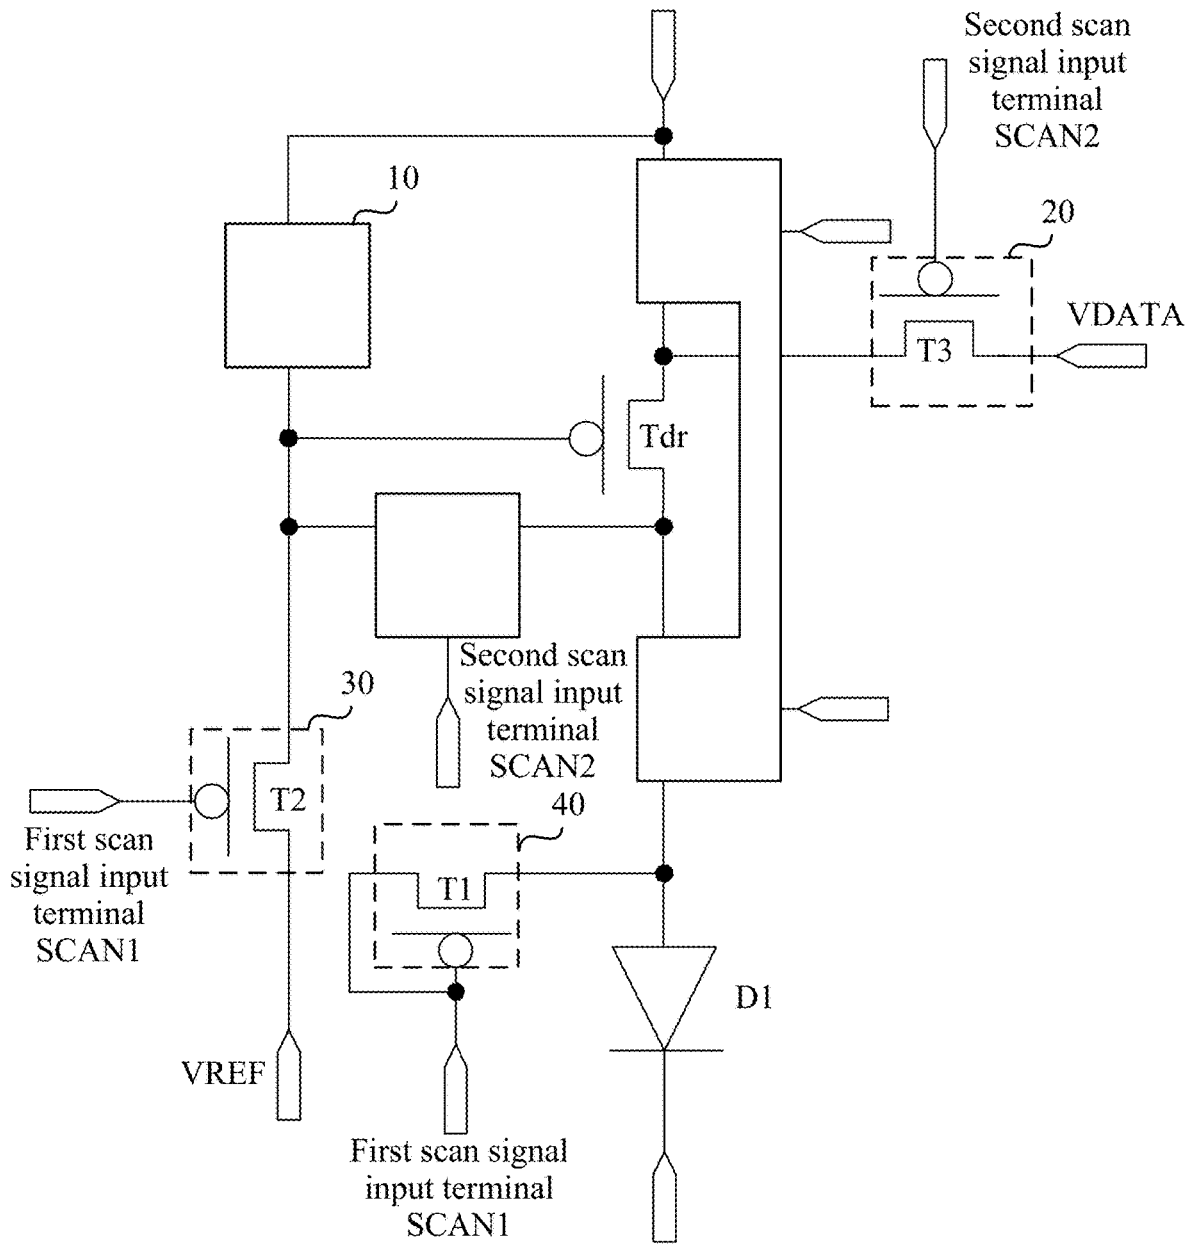 Second scan
signal input
terminal
SCAN2
10
20
VDATA
T3
Tdr
Second scan
signal input
terminal
SCAN2
30
T2
First scan
signal input
terminal
SCAN1
40
T1
D1
VREF
First scan signal
input terminal
SCAN1